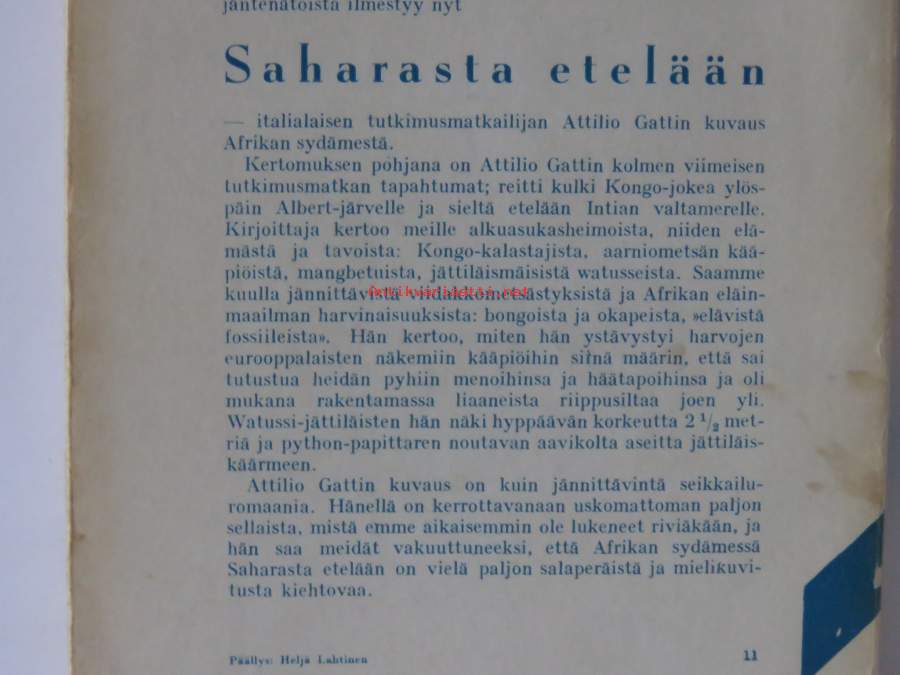 jäntenätöistä ilmestyy nyt
Saharasta etelään
— italialaisen tutkimusmatkailijan Attilio Gattin kuvaus
Afrikan sydämestä.
Kertomuksen pohjana on Attilio Gattin kolmen viimeisen
tutkimusmatkan tapahtumat; reitti kulki Kongo-jokea ylös-
päin Albert-järvelle ja sieltä etelään Intian valtamerelle.
Kirjoittaja kertoo meille alkuasukasheimoista, niiden elä-
mästä ja tavoista: Kongo-kalastajista, aarniometsän kää-
piöistä, mangbetuista, jättiläismäisistä watusseista. Saamme
kuulla jännittävistä viidakkometsästyksistä ja Afrikan eläin-
maailman harvinaisuuksista: bongoista ja okapeista, »elävistä
fossiileista». Hän kertoo, miten hän ystävystyi harvojen
eurooppalaisten näkemiin kääpiöihin siinä määrin, että sai
tutustua heidän pyhiin menoihinsa ja häätapoihinsa ja oli
mukana rakentamassa liaaneista riippusiltaa joen yli.
Watussi-jättiläisten hän näki hyppäävän korkeutta 2 1/2 met-
riä ja python-papittaren noutavan aavikolta aseitta jättiläis-
käärmeen.
Attilio Gattin kuvaus on kuin jännittävintä seikkailu-
romaania. Hänellä on kerrottavanaan uskomattoman paljon
sellaista, mistä emme aikaisemmin ole lukeneet riviäkään, ja
hän saa meidät vakuuttuneeksi, että Afrikan sydämessä
Saharasta etelään on vielä paljon salaperäistä ja mielikuvi-
tusta kiehtovaa.
Päällys: Heljä Lahtinen
11